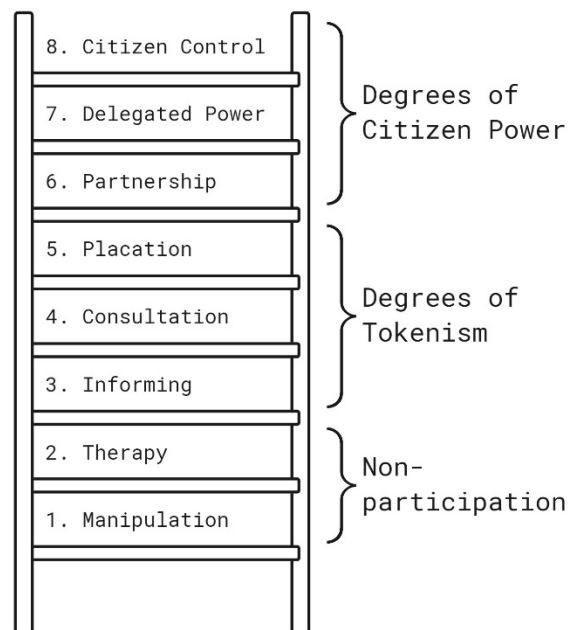 8. Citizen Control
7. Delegated Power
6. Partnership
5. Placation
4. Consultation
3. Informing
2. Therapy
1. Manipulation
Degrees of
Citizen Power
Degrees of
Tokenism
Non-
participation